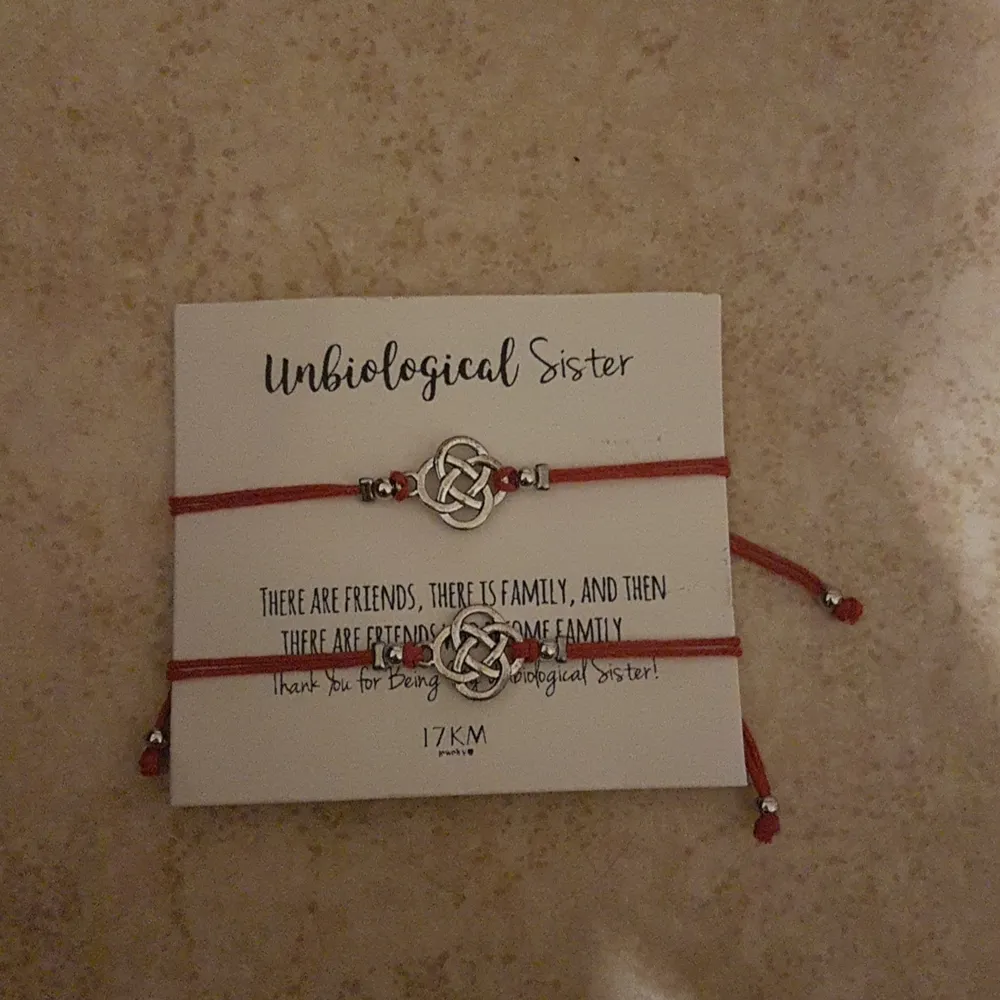 Unbiological Sister
THERE ARE FRIENDS, THERE IS FAMILY, AND THEN
THERE ARE FRIENDS FAMILY
Thank You for Being Sister!
17KM
jewelry